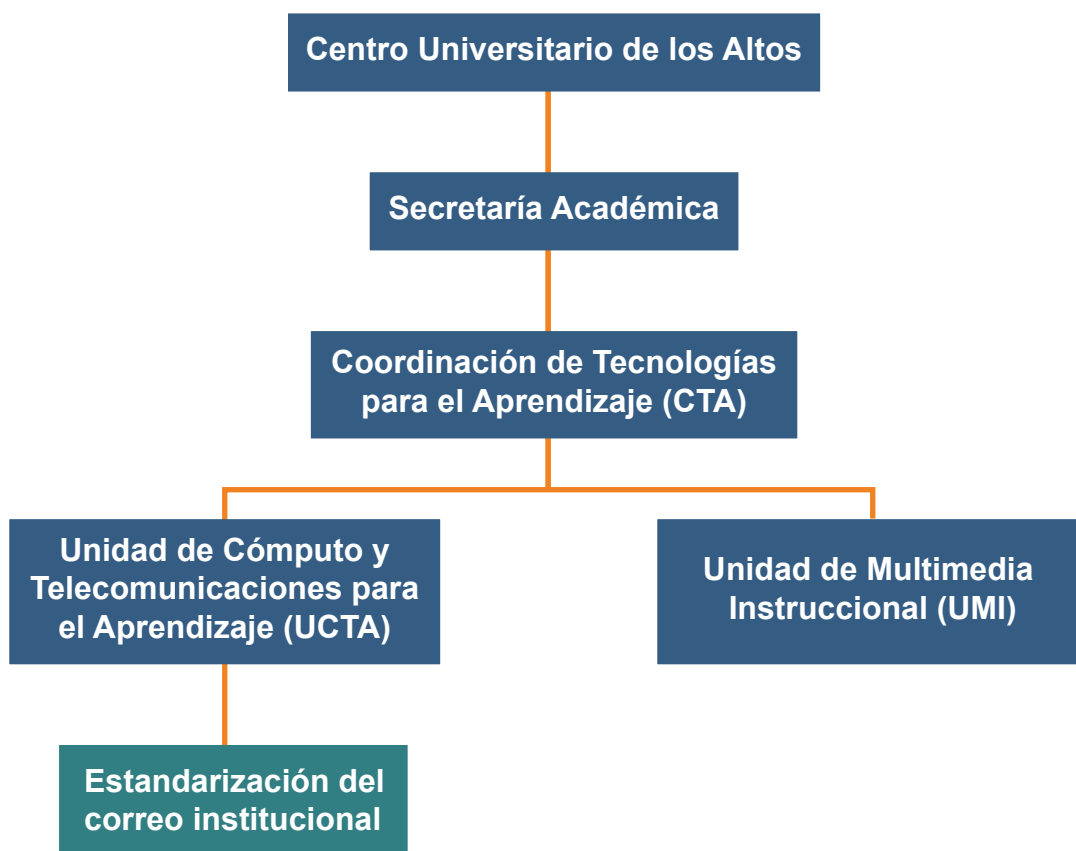 Centro Universitario de los Altos
Secretaría Académica
Coordinación de Tecnologías
para el Aprendizaje (CTA)
Unidad de Cómputo y
Telecomunicaciones para
el Aprendizaje (UCTA)
Unidad de Multimedia
Instruccional (UMI)
Estandarización del
correo institucional